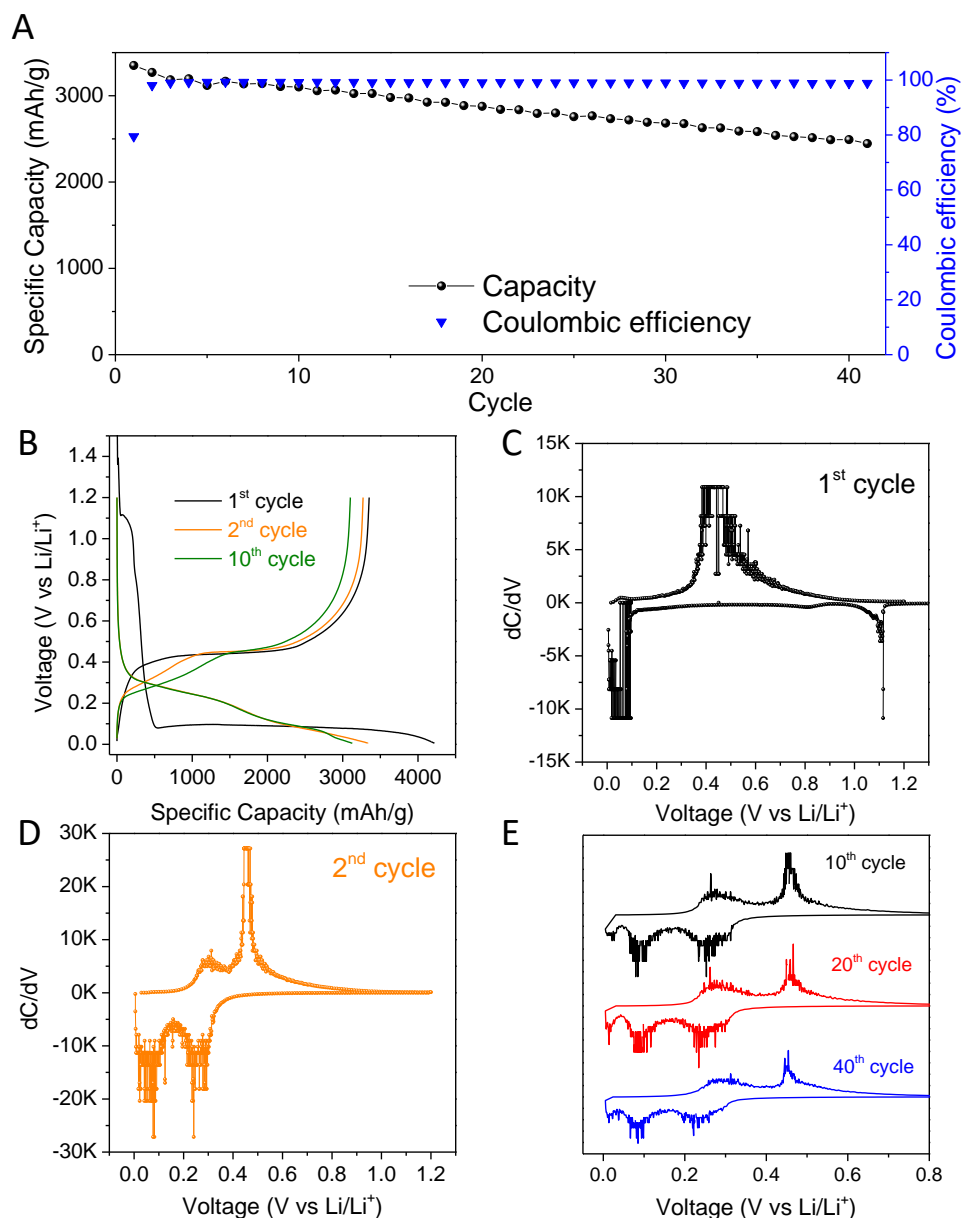 A
Specific Capacity (mAh/g)
3000
2000
1000
0
100
80
60
40
20
0
Coulombic efficiency (%)
Capacity
Coulombic efficiency
0 10 20 30 40
Cycle
B
Voltage (V vs Li/Li⁺)
1.4
1.2
1.0
0.8
0.6
0.4
0.2
0.0
1st cycle
2nd cycle
10th cycle
0 1000 2000 3000 4000
Specific Capacity (mAh/g)
C
dC/dV
15K
10K
5K
0K
-5K
-10K
-15K
1st cycle
0.0 0.2 0.4 0.6 0.8 1.0 1.2
Voltage (V vs Li/Li⁺)
D
dC/dV
30K
20K
10K
0K
-10K
-20K
-30K
2nd cycle
0.0 0.2 0.4 0.6 0.8 1.0 1.2
Voltage (V vs Li/Li⁺)
E
dC/dV
10th cycle
20th cycle
40th cycle
0.0 0.2 0.4 0.6 0.8
Voltage (V vs Li/Li⁺)